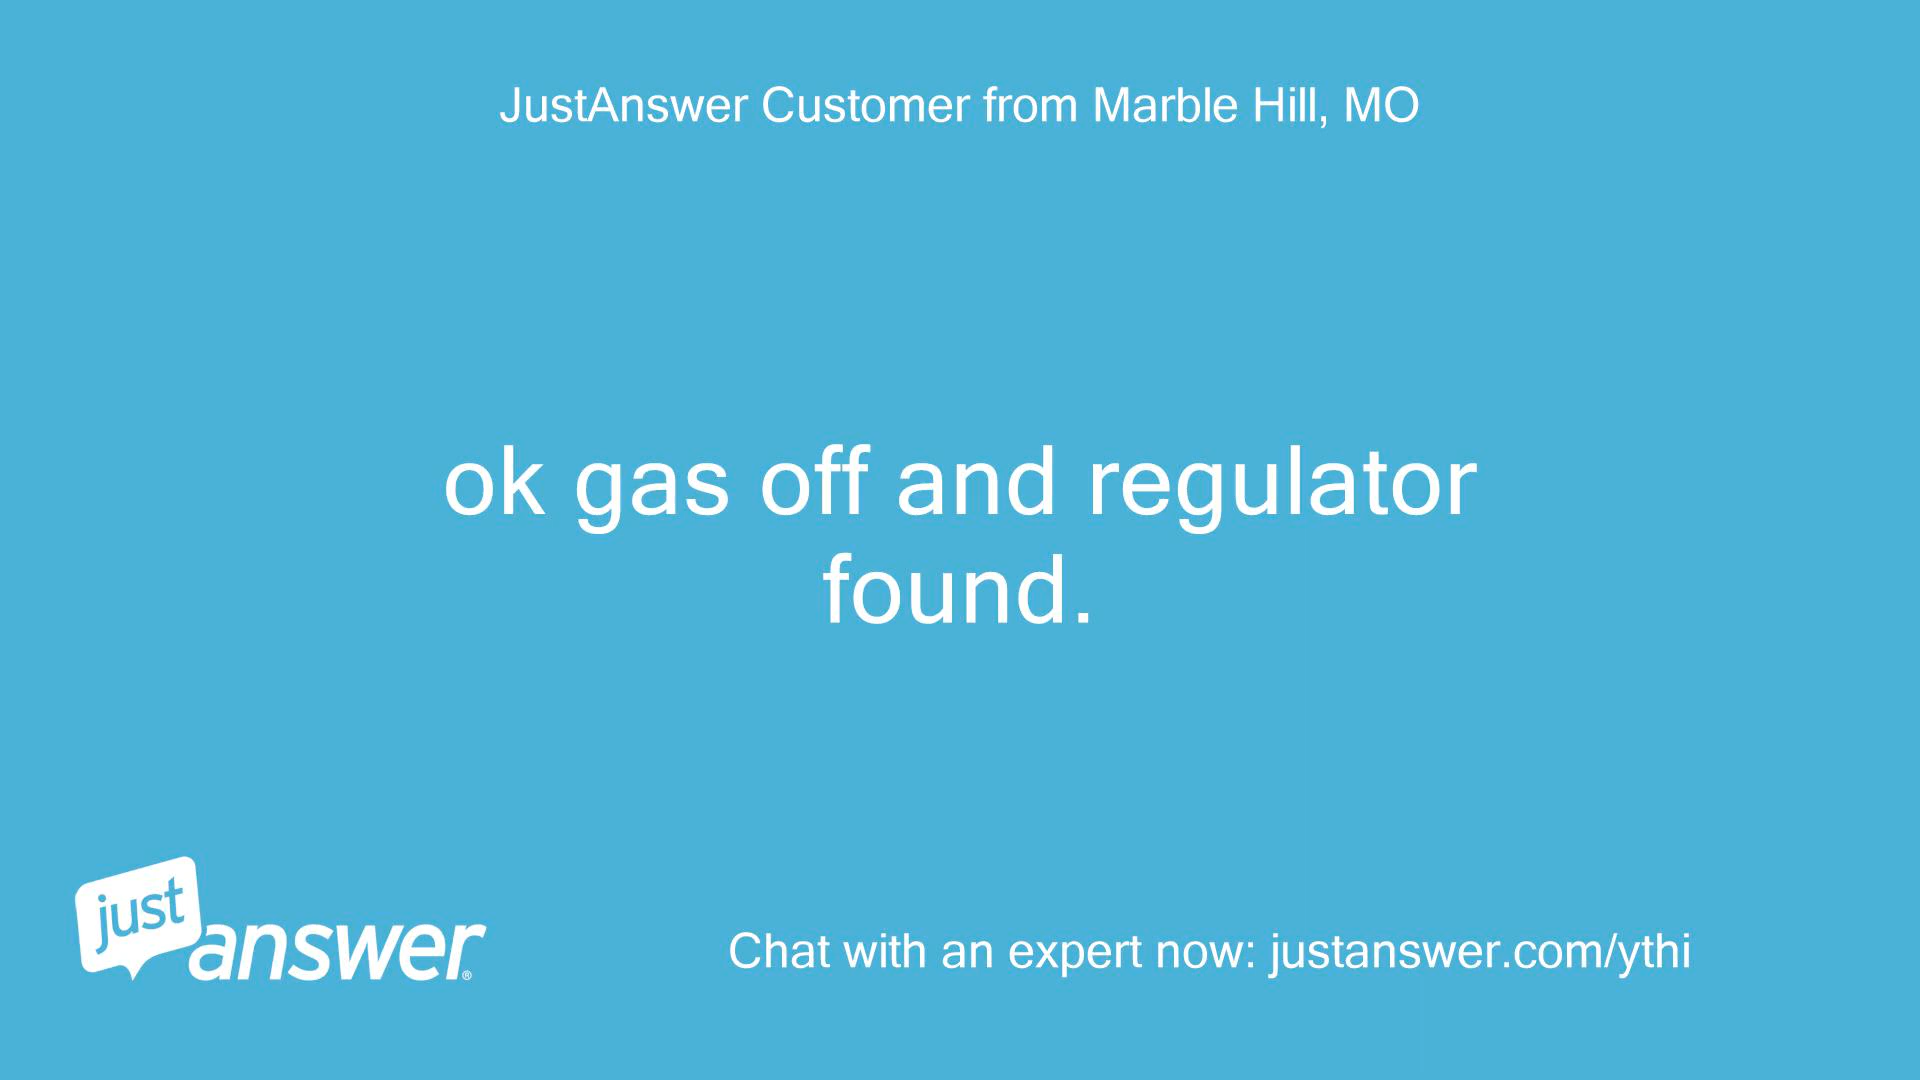 JustAnswer Customer from Marble Hill, MO
ok gas off and regulator
found.
just
answer®
Chat with an expert now: justanswer.com/ythi